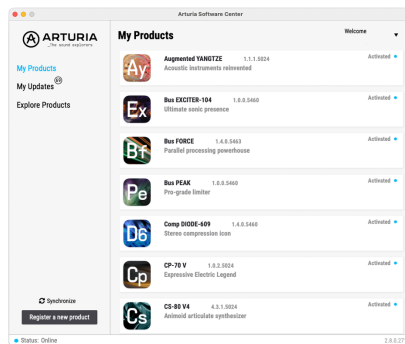 Arturia Software Center
ARTURIA
_The sound explorers
My Products
My Updates
69
Explore Products
Synchronize
Register a new product
Status: Online
My Products
Welcome
Ay
Augmented YANGTZE 1.1.1.5024
Activated
Acoustic instruments reinvented
Ex
Bus EXCITER-104 1.0.0.5460
Activated
Ultimate sonic presence
Bf
Bus FORCE 1.4.0.5463
Activated
Parallel processing powerhouse
Pe
Bus PEAK 1.0.0.5460
Activated
Pro-grade limiter
D6
Comp DIODE-609 1.4.0.5460
Activated
Stereo compression icon
Cp
CP-70 V 1.0.2.5024
Activated
Expressive Electric Legend
Cs
CS-80 V4 4.3.1.5024
Activated
Animoid articulate synthesizer
2.8.0.27